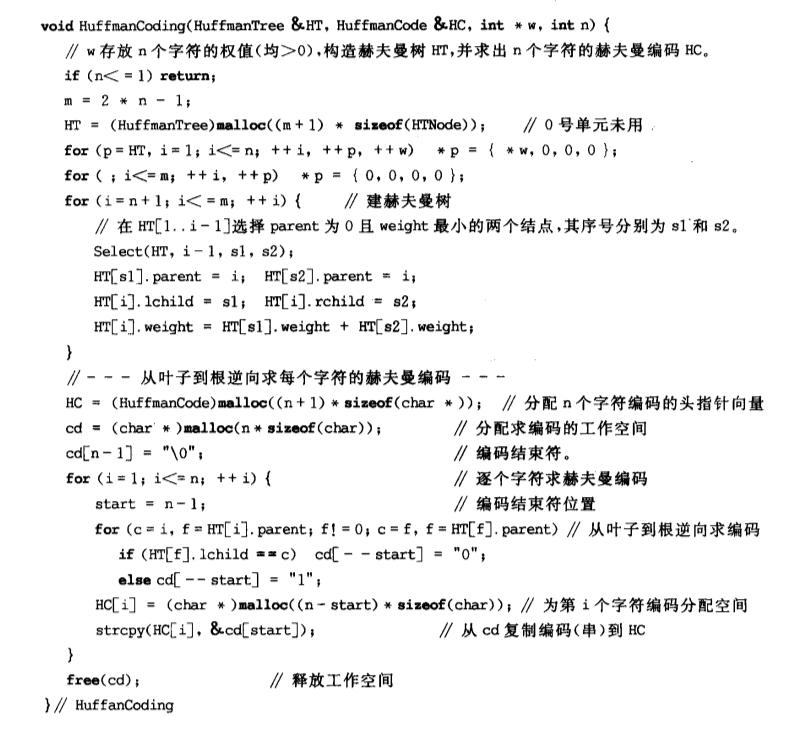 void HuffmanCoding(HuffmanTree &HT, HuffmanCode &HC, int * w, int n) {
// w 存放 n 个字符的权值(均>0),构造赫夫曼树 HT,并求出 n 个字符的赫夫曼编码 HC。
if (n<= 1) return;
m = 2 * n - 1;
HT = (HuffmanTree)malloc((m+1) * sizeof(HTNode)); // 0 号单元未用
for (p=HT, i=1; i<=n; ++i, ++p, ++w) *p = { *w, 0, 0, 0 };
for ( ; i<=m; ++i, ++p) *p = { 0, 0, 0, 0 };
for (i=n+1; i<=m; ++i) { // 建赫夫曼树
// 在 HT[1..i-1]选择 parent 为 0 且 weight 最小的两个结点,其序号分别为 s1 和 s2。
Select(HT, i-1, s1, s2);
HT[s1].parent = i; HT[s2].parent = i;
HT[i].lchild = s1; HT[i].rchild = s2;
HT[i].weight = HT[s1].weight + HT[s2].weight;
}
// - - - 从叶子到根逆向求每个字符的赫夫曼编码 - - -
HC = (HuffmanCode)malloc((n+1) * sizeof(char *)); // 分配 n 个字符编码的头指针向量
cd = (char *)malloc(n * sizeof(char)); // 分配求编码的工作空间
cd[n-1] = "\0"; // 编码结束符。
for (i=1; i<=n; ++i) { // 逐个字符求赫夫曼编码
start = n-1; // 编码结束符位置
for (c=i, f=HT[i].parent; f!=0; c=f, f=HT[f].parent) // 从叶子到根逆向求编码
if (HT[f].lchild == c) cd[--start] = "0";
else cd[--start] = "1";
HC[i] = (char *)malloc((n-start) * sizeof(char)); // 为第 i 个字符编码分配空间
strcpy(HC[i], &cd[start]); // 从 cd 复制编码(串)到 HC
}
free(cd); // 释放工作空间
}// HuffanCoding